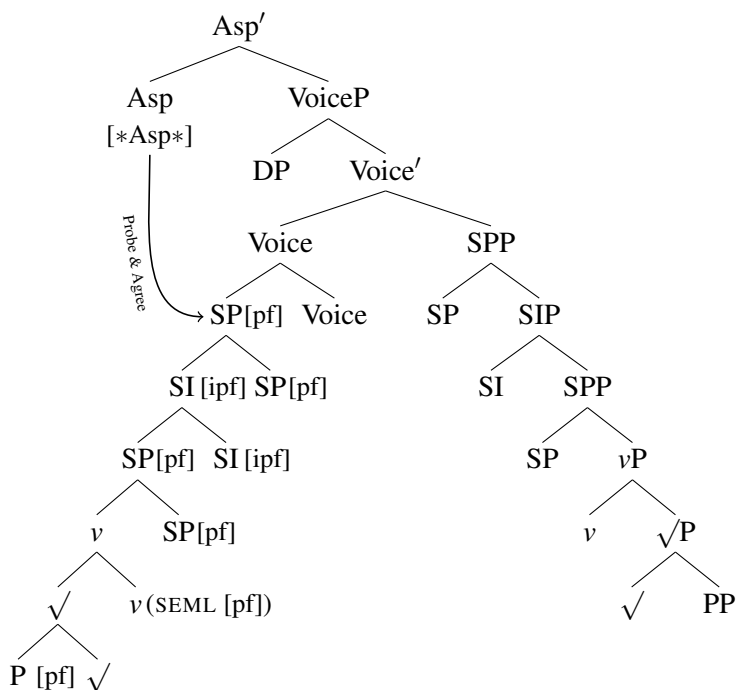 Asp′
Asp VoiceP
[∗Asp∗]
DP Voice′
Probe & Agree
Voice SPP
SP[pf] Voice SP SIP
SI [ipf] SP[pf] SI SPP
SP[pf] SI [ipf] SP vP
v SP[pf] v √P
√ v (SEML [pf]) √ PP
P [pf] √